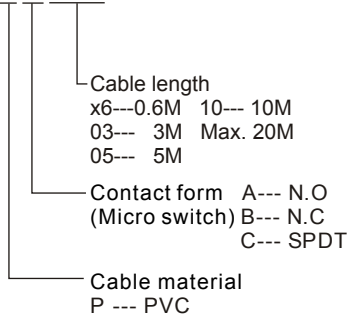 Cable length
x6---0.6M 10--- 10M
03--- 3M Max. 20M
05--- 5M
Contact form A--- N.O
(Micro switch) B--- N.C
C--- SPDT
Cable material
P --- PVC